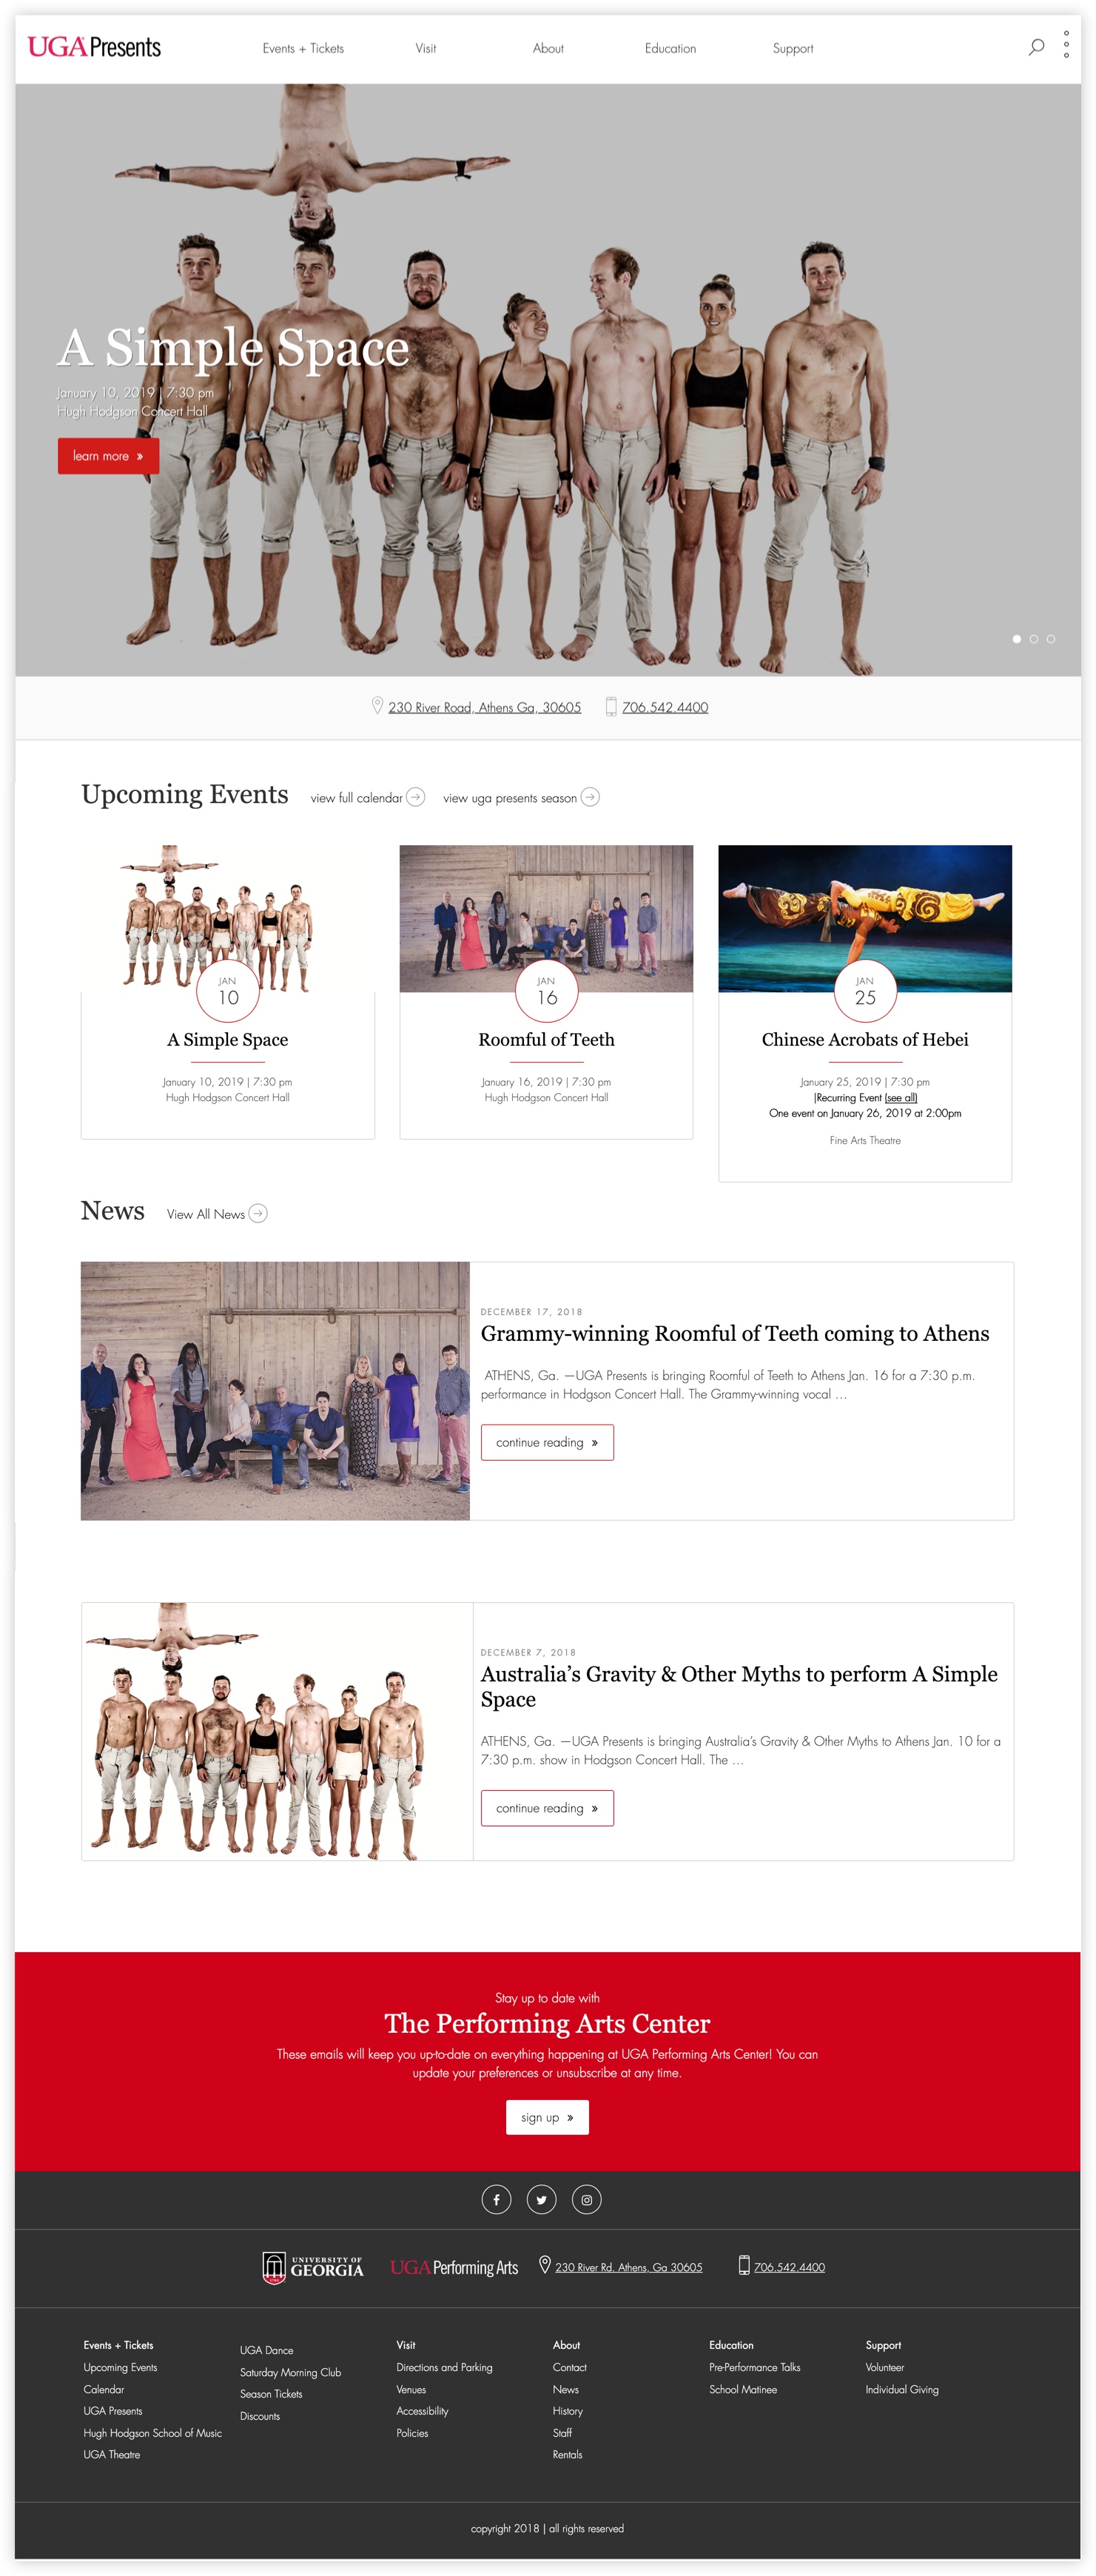 UGA Presents
Events + Tickets
Visit
About
Education
Support
A Simple Space
January 10, 2019 | 7:30 pm
Hugh Hodgson Concert Hall
learn more »
230 River Road, Athens Ga, 30605
706.542.4400
Upcoming Events
view full calendar
view uga presents season
JAN
10
A Simple Space
January 10, 2019 | 7:30 pm
Hugh Hodgson Concert Hall
JAN
16
Roomful of Teeth
January 16, 2019 | 7:30 pm
Hugh Hodgson Concert Hall
JAN
25
Chinese Acrobats of Hebei
January 25, 2019 | 7:30 pm
|Recurring Event (see all)
One event on January 26, 2019 at 2:00pm
Fine Arts Theatre
News
View All News
DECEMBER 17, 2018
Grammy-winning Roomful of Teeth coming to Athens
ATHENS, Ga. —UGA Presents is bringing Roomful of Teeth to Athens Jan. 16 for a 7:30 p.m.
performance in Hodgson Concert Hall. The Grammy-winning vocal …
continue reading »
DECEMBER 7, 2018
Australia’s Gravity & Other Myths to perform A Simple
Space
ATHENS, Ga. —UGA Presents is bringing Australia’s Gravity & Other Myths to Athens Jan. 10 for a
7:30 p.m. show in Hodgson Concert Hall. The …
continue reading »
Stay up to date with
The Performing Arts Center
These emails will keep you up-to-date on everything happening at UGA Performing Arts Center! You can
update your preferences or unsubscribe at any time.
sign up »
UNIVERSITY OF
GEORGIA
UGA Performing Arts
230 River Rd. Athens, Ga 30605
706.542.4400
Events + Tickets
Upcoming Events
Calendar
UGA Presents
Hugh Hodgson School of Music
UGA Theatre
UGA Dance
Saturday Morning Club
Season Tickets
Discounts
Visit
Directions and Parking
Venues
Accessibility
Policies
About
Contact
News
History
Staff
Rentals
Education
Pre-Performance Talks
School Matinee
Support
Volunteer
Individual Giving
copyright 2018 | all rights reserved